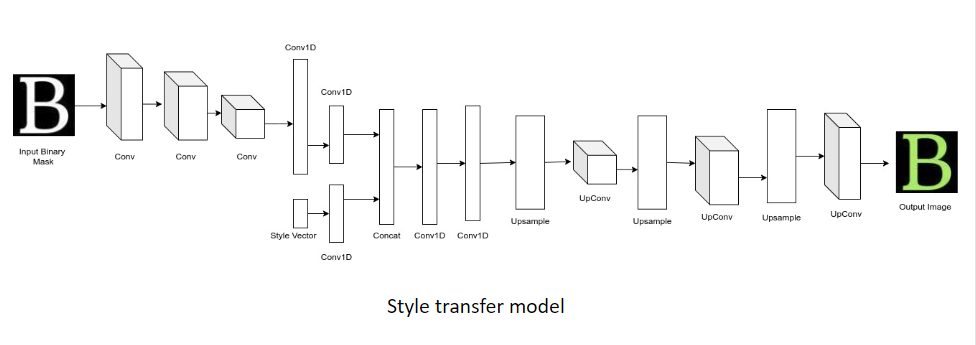 B
Input Binary
Mask
Conv
Conv
Conv
Conv1D
Conv1D
Style Vector
Conv1D
Concat
Conv1D
Conv1D
Upsample
UpConv
Upsample
UpConv
Upsample
UpConv
B
Output Image
Style transfer model